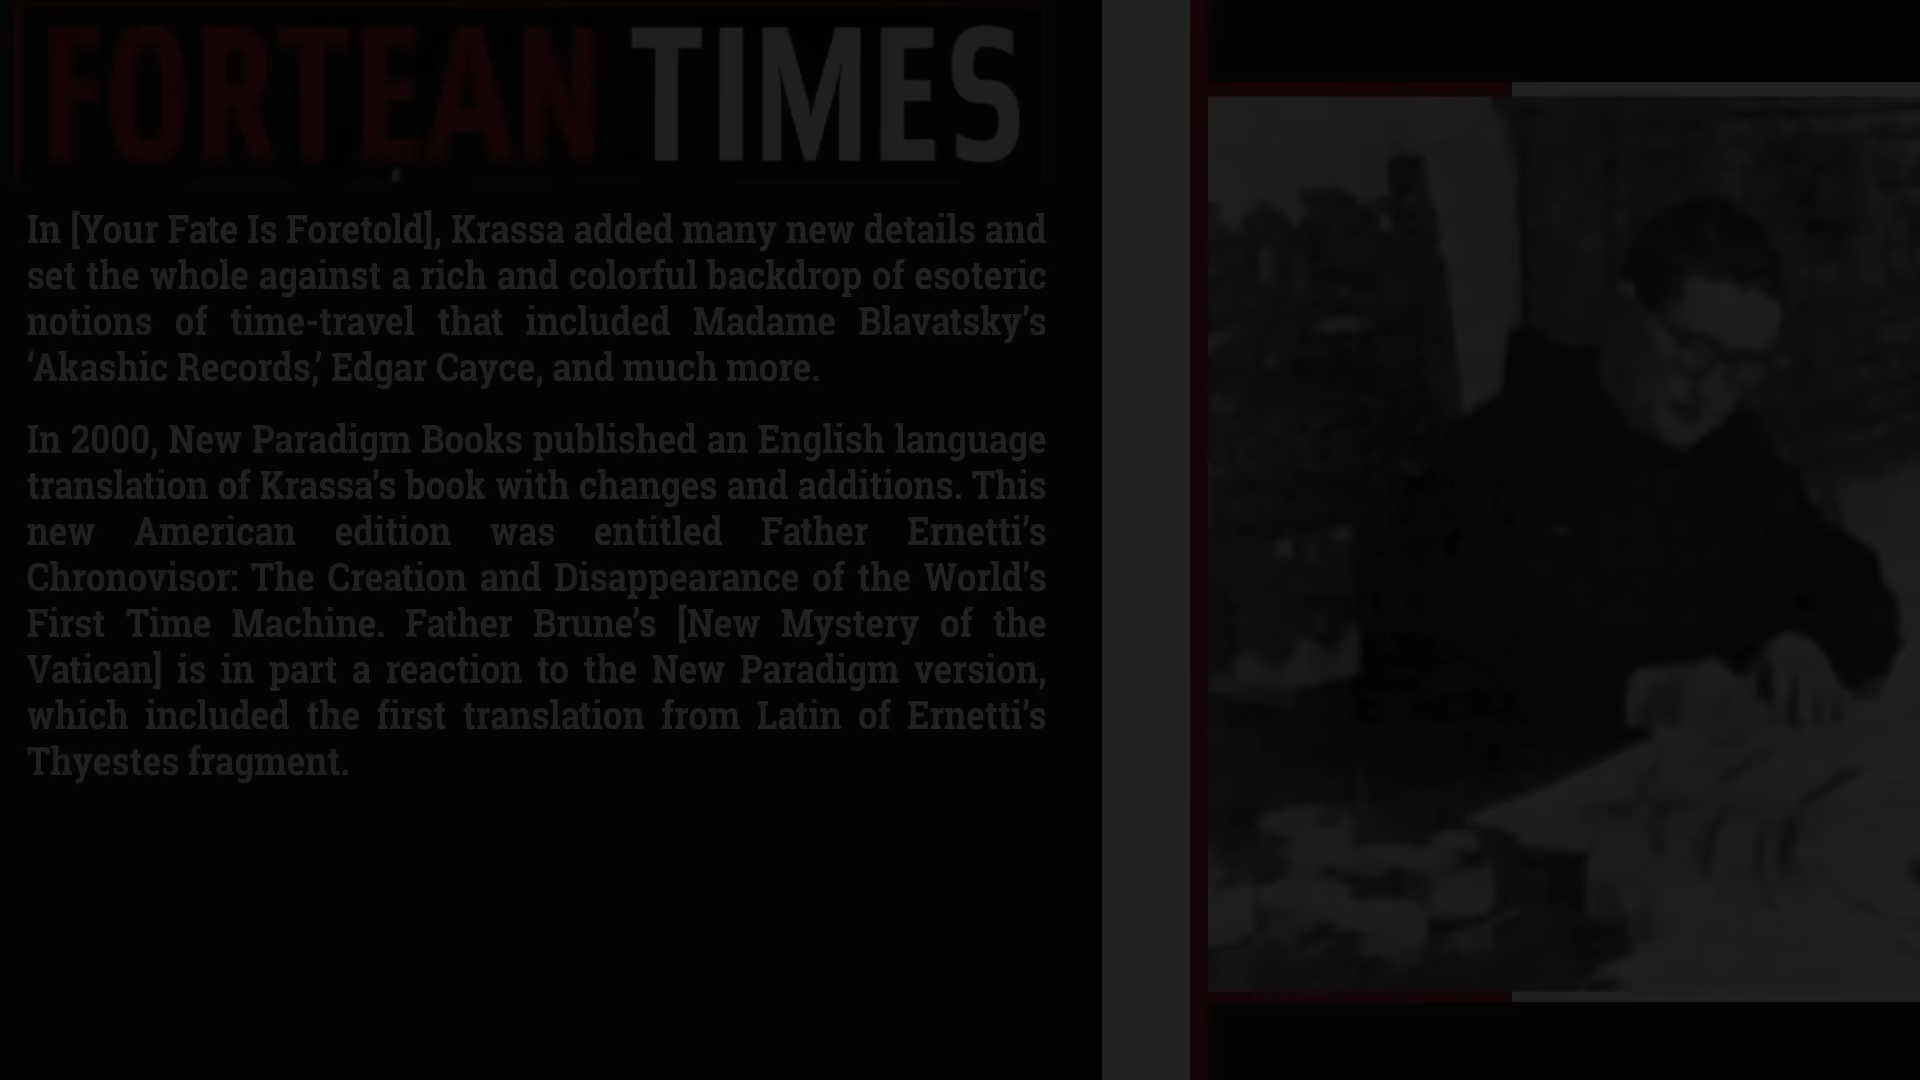 FORTEAN TIMES
In [Your Fate Is Foretold], Krassa added many new details and
set the whole against a rich and colorful backdrop of esoteric
notions of time-travel that included Madame Blavatsky’s
‘Akashic Records,’ Edgar Cayce, and much more.
In 2000, New Paradigm Books published an English language
translation of Krassa’s book with changes and additions. This
new American edition was entitled Father Ernetti’s
Chronovisor: The Creation and Disappearance of the World’s
First Time Machine. Father Brune’s [New Mystery of the
Vatican] is in part a reaction to the New Paradigm version,
which included the first translation from Latin of Ernetti’s
Thyestes fragment.